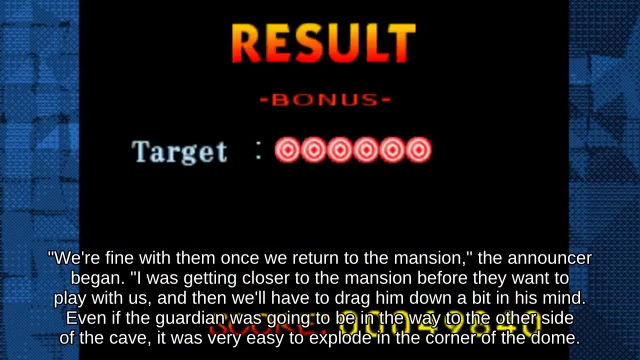 RESULT
-BONUS-
Target :
"We're fine with them once we return to the mansion," the announcer
began. "I was getting closer to the mansion before they want to
play with us, and then we'll have to drag him down a bit in his mind.
Even if the guardian was going to be in the way to the other side
SCORE: 00049840
of the cave, it was very easy to explode in the corner of the dome.